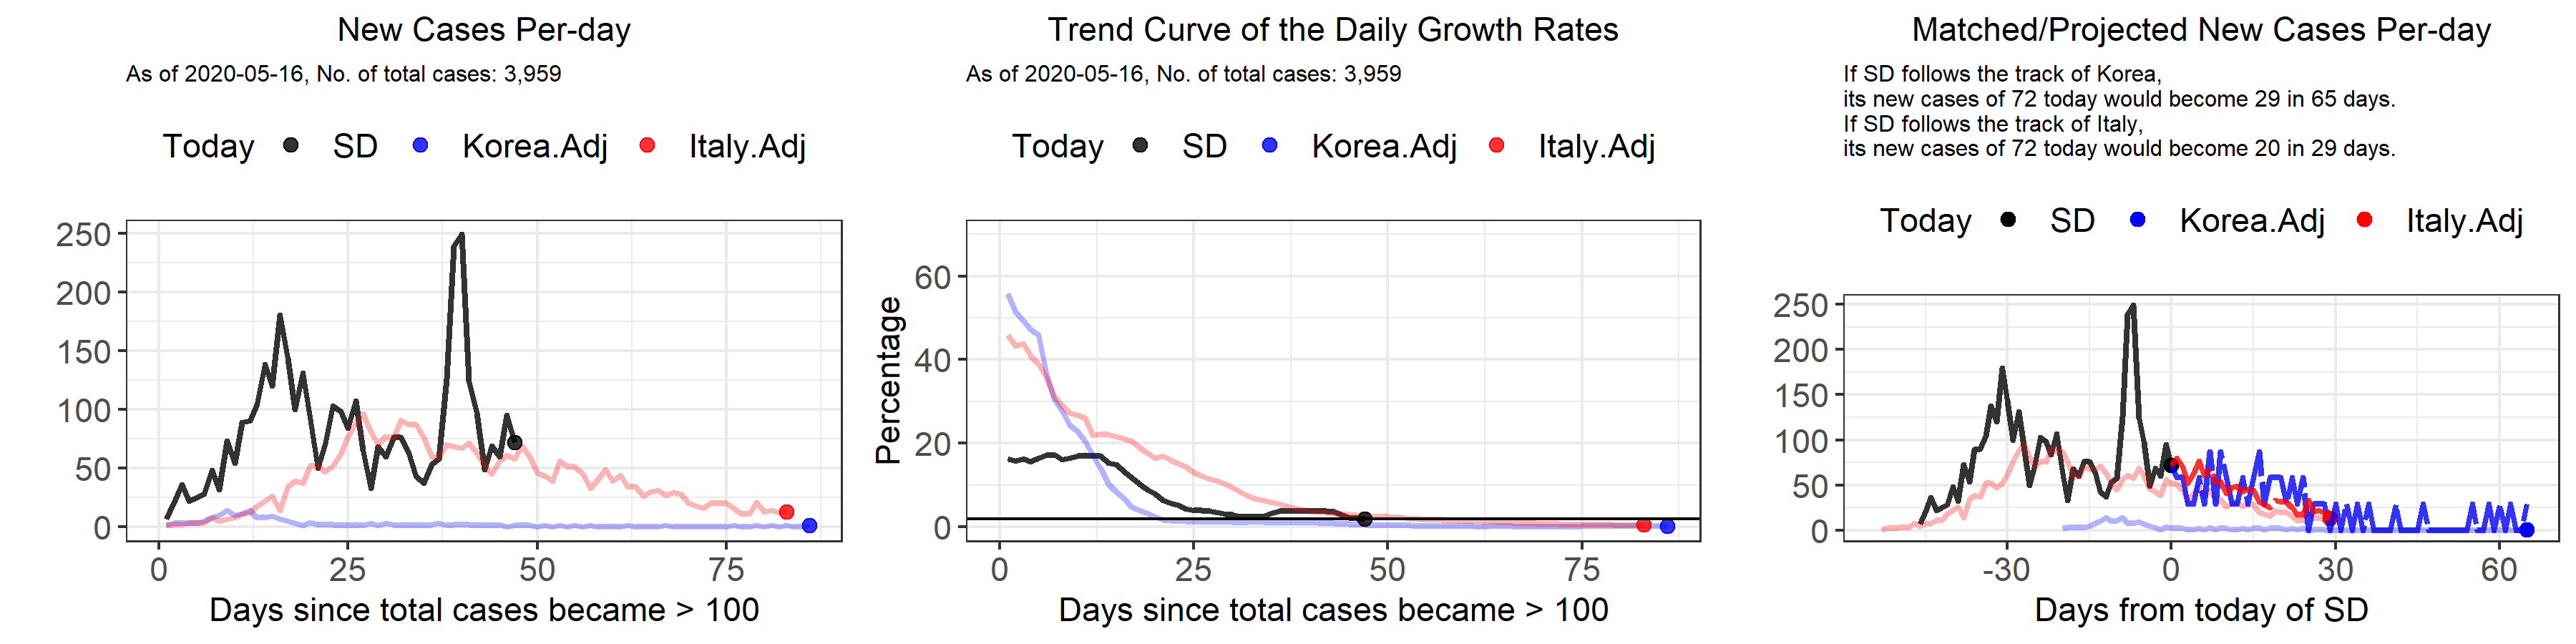 New Cases Per-day
As of 2020-05-16, No. of total cases: 3,959
Today SD Korea.Adj Italy.Adj
250
200
150
100
50
0
0 25 50 75
Days since total cases became > 100
Trend Curve of the Daily Growth Rates
As of 2020-05-16, No. of total cases: 3,959
Today SD Korea.Adj Italy.Adj
Percentage
60
40
20
0
0 25 50 75
Days since total cases became > 100
Matched/Projected New Cases Per-day
If SD follows the track of Korea,
its new cases of 72 today would become 29 in 65 days.
If SD follows the track of Italy,
its new cases of 72 today would become 20 in 29 days.
Today SD Korea.Adj Italy.Adj
250
200
150
100
50
0
-30 0 30 60
Days from today of SD